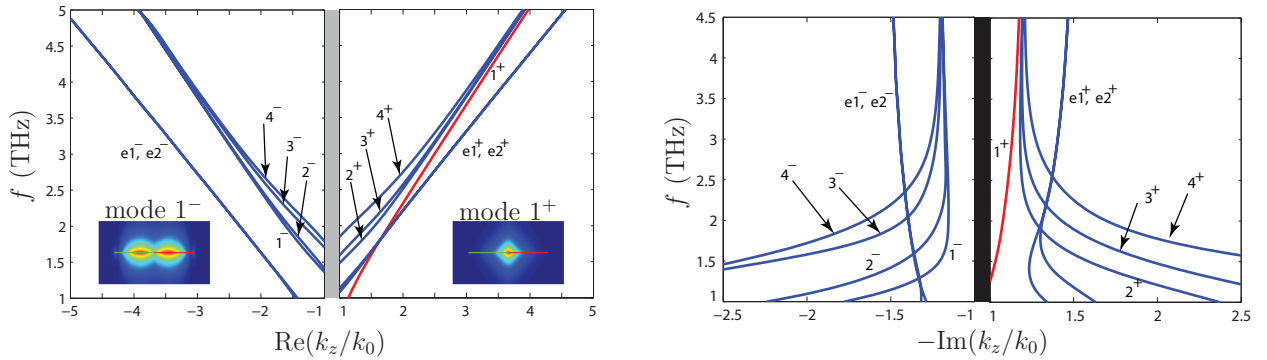 5
4.5
4
3.5
3
2.5
2
1.5
1
f (THz)
4⁻
3⁻
2⁻
1⁻
e1⁻, e2⁻
mode 1⁻
1⁺
4⁺
3⁺
2⁺
e1⁺, e2⁺
mode 1⁺
-5 -4 -3 -2 -1 1 2 3 4 5
Re(k_z/k_0)
4.5
4
3.5
3
2.5
2
1.5
1
f (THz)
e1⁻, e2⁻
4⁻
3⁻
2⁻
1⁻
e1⁺, e2⁺
1⁺
3⁺
4⁺
2⁺
-2.5 -2 -1.5 -1 1 1.5 2 2.5
−Im(k_z/k_0)